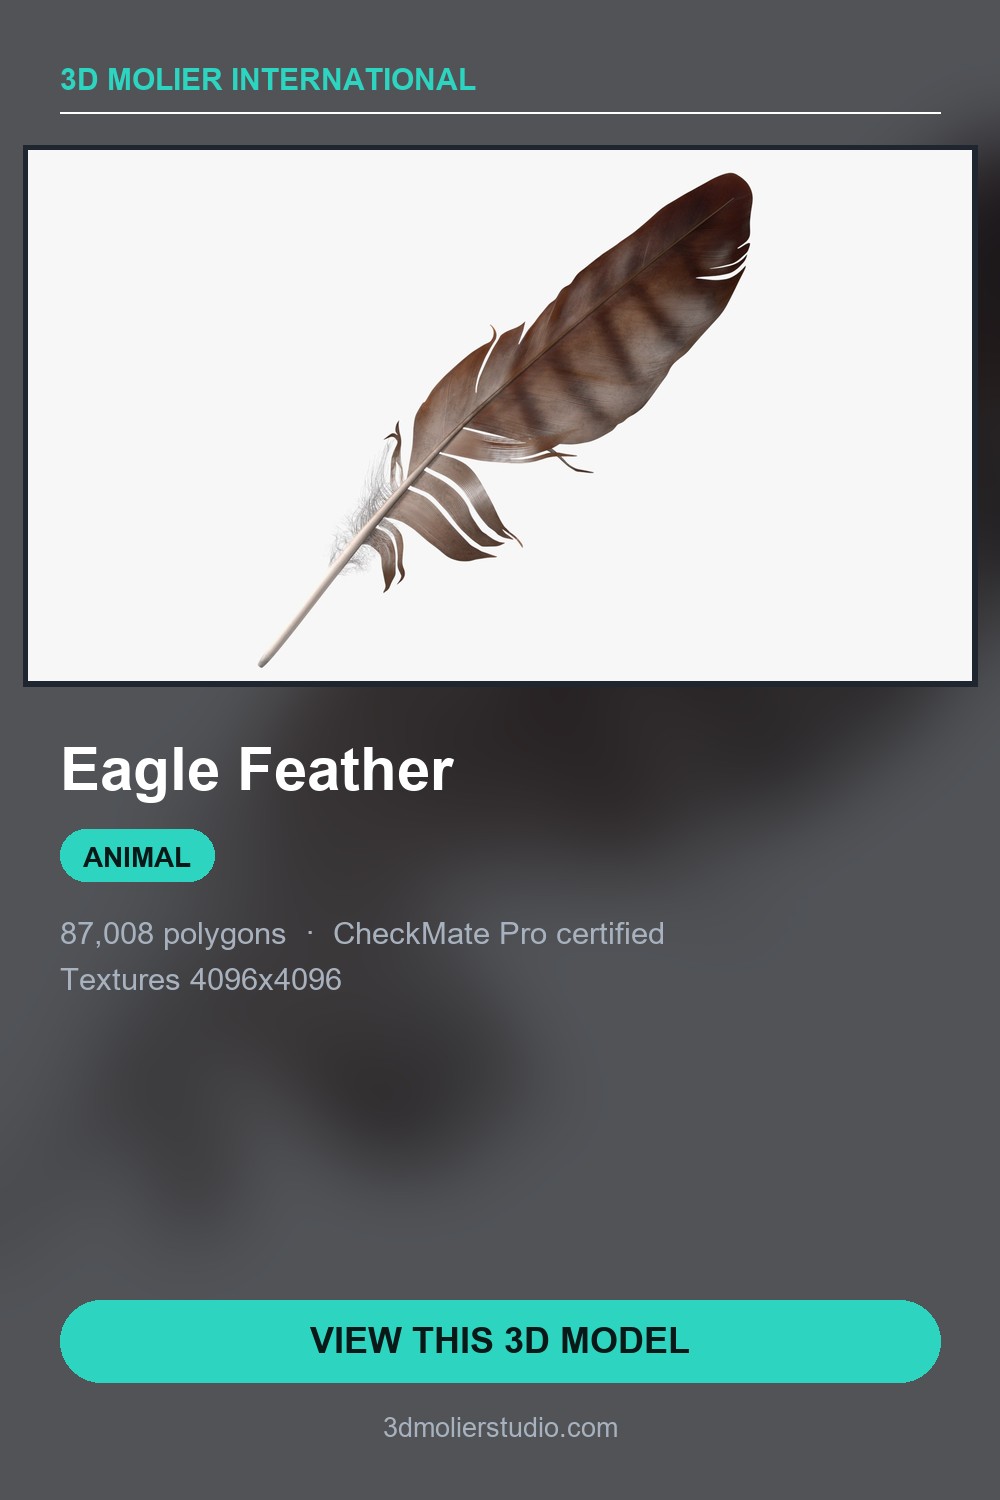 3D MOLIER INTERNATIONAL
Eagle Feather
ANIMAL
87,008 polygons · CheckMate Pro certified
Textures 4096x4096
VIEW THIS 3D MODEL
3dmolierstudio.com